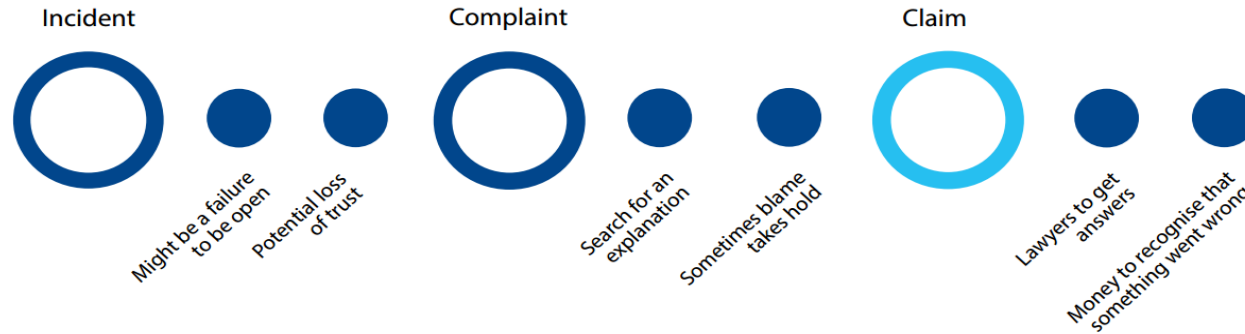 Incident
Complaint
Claim
Might be a failure
to be open
Potential loss
of trust
Search for an
explanation
Sometimes blame
takes hold
Lawyers to get
answers
Money to recognise that
something went wrong